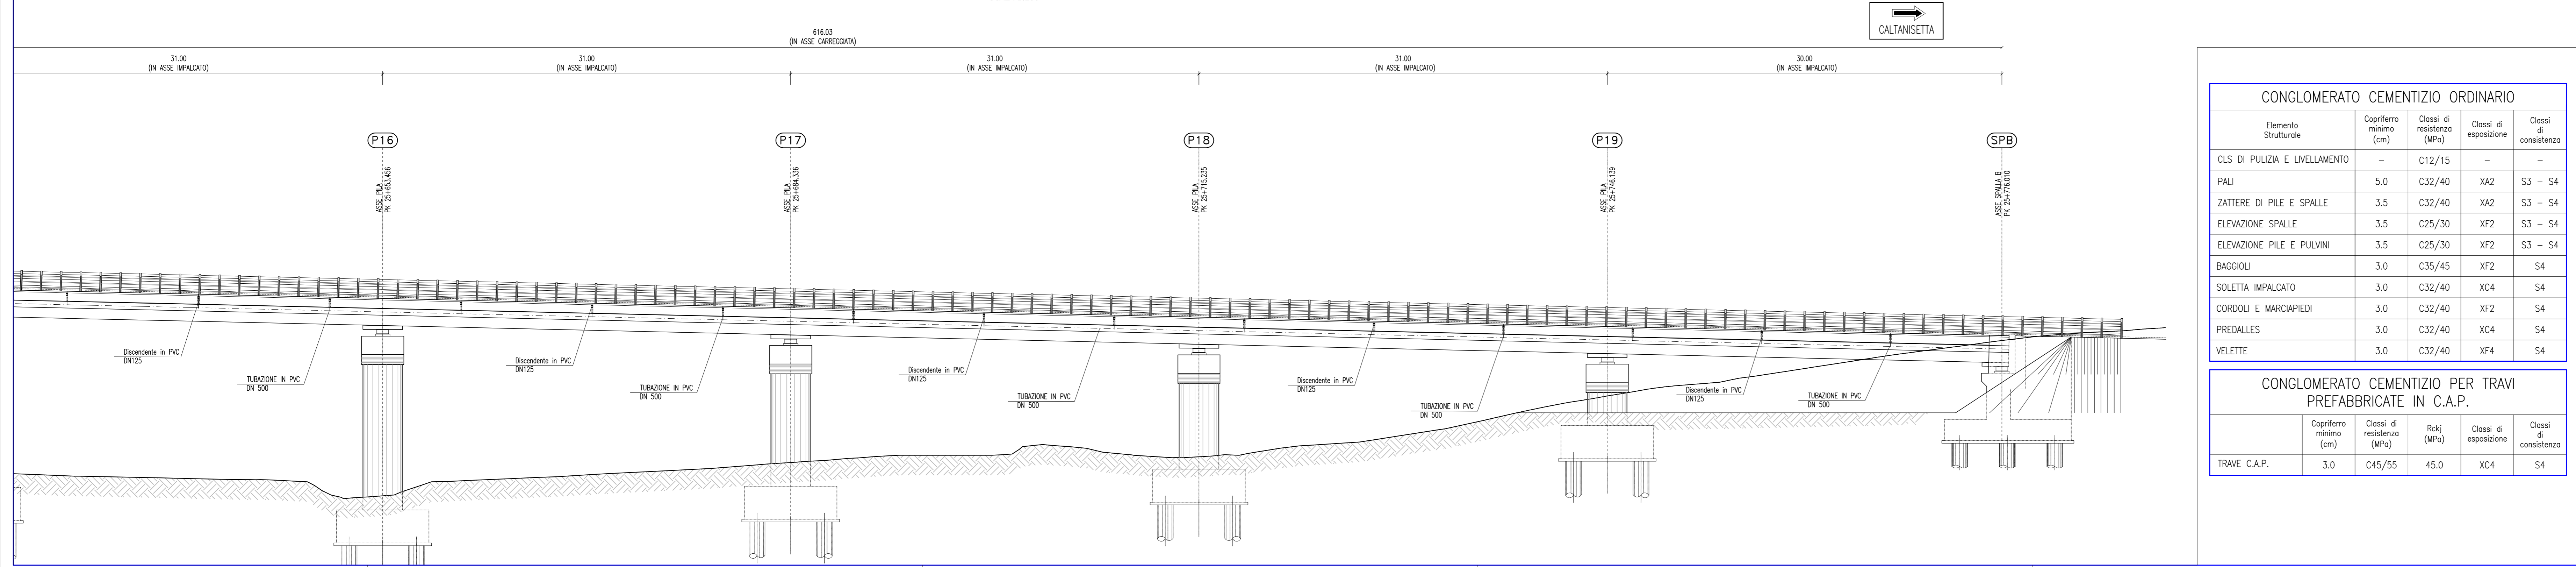 CALTANISETTA
616.03
(IN ASSE CARREGGIATA)
31.00
(IN ASSE IMPALCATO)
31.00
(IN ASSE IMPALCATO)
31.00
(IN ASSE IMPALCATO)
31.00
(IN ASSE IMPALCATO)
30.00
(IN ASSE IMPALCATO)
P16
P17
P18
P19
SPB
ASSE PILA
PK 25+653.456
ASSE PILA
PK 25+684.336
ASSE PILA
PK 25+715.235
ASSE PILA
PK 25+746.139
ASSE SPALLA B
PK 25+776.010
Discendente in PVC
DN125
TUBAZIONE IN PVC
DN 500
Discendente in PVC
DN125
TUBAZIONE IN PVC
DN 500
Discendente in PVC
DN125
TUBAZIONE IN PVC
DN 500
Discendente in PVC
DN125
TUBAZIONE IN PVC
DN 500
Discendente in PVC
DN125
TUBAZIONE IN PVC
DN 500
CONGLOMERATO CEMENTIZIO ORDINARIO
Elemento Strutturale Copriferro minimo (cm) Classi di resistenza (MPa) Classi di esposizione Classi di consistenza
CLS DI PULIZIA E LIVELLAMENTO – C12/15 – –
PALI 5.0 C32/40 XA2 S3 – S4
ZATTERE DI PILE E SPALLE 3.5 C32/40 XA2 S3 – S4
ELEVAZIONE SPALLE 3.5 C25/30 XF2 S3 – S4
ELEVAZIONE PILE E PULVINI 3.5 C25/30 XF2 S3 – S4
BAGGIOLI 3.0 C35/45 XF2 S4
SOLETTA IMPALCATO 3.0 C32/40 XC4 S4
CORDOLI E MARCIAPIEDI 3.0 C32/40 XF2 S4
PREDALLES 3.0 C32/40 XC4 S4
VELETTE 3.0 C32/40 XF4 S4
CONGLOMERATO CEMENTIZIO PER TRAVI
PREFABBRICATE IN C.A.P.
Copriferro minimo (cm) Classi di resistenza (MPa) Rckj (MPa) Classi di esposizione Classi di consistenza
TRAVE C.A.P. 3.0 C45/55 45.0 XC4 S4